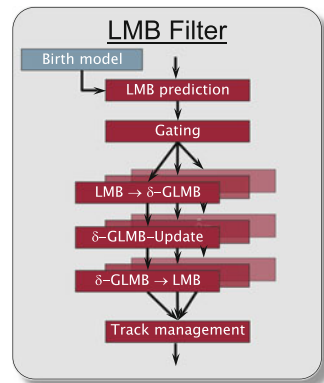 LMB Filter
Birth model
LMB prediction
Gating
LMB → δ-GLMB
δ-GLMB-Update
δ-GLMB → LMB
Track management